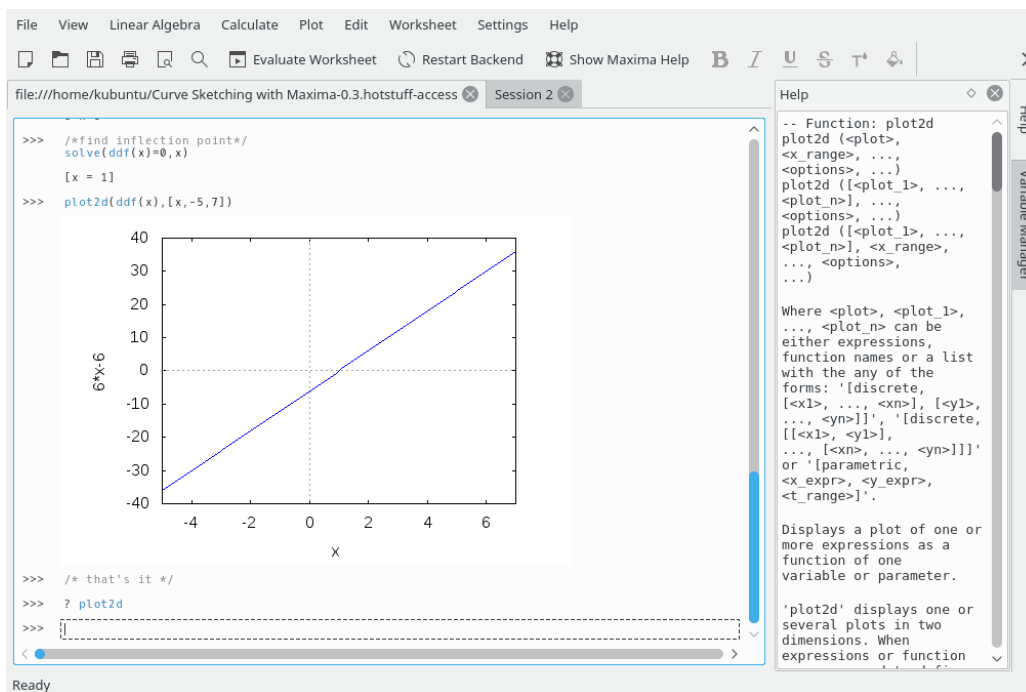 File View Linear Algebra Calculate Plot Edit Worksheet Settings Help
Evaluate Worksheet Restart Backend Show Maxima Help B I U S T
file:///home/kubuntu/Curve Sketching with Maxima-0.3.hotstuff-access Session 2
>>> /*find inflection point*/
solve(ddf(x)=0,x)
[x = 1]
>>> plot2d(ddf(x),[x,-5,7])
40
30
20
10
0
-10
-20
-30
-40
6*x-6
-4 -2 0 2 4 6
x
>>> /* that's it */
>>> ? plot2d
>>>
Ready
Help
-- Function: plot2d
plot2d (<plot>,
<x_range>, ...,
<options>, ...)
plot2d ([<plot_1>, ...,
<plot_n>], ...,
<options>, ...)
plot2d ([<plot_1>, ...,
<plot_n>], <x_range>,
..., <options>,
...)
Where <plot>, <plot_1>,
..., <plot_n> can be
either expressions,
function names or a list
with the any of the
forms: '[discrete,
[<x1>, ..., <xn>], [<y1>,
..., <yn>]]', '[discrete,
[[<x1>, <y1>],
..., [<xn>, ..., <yn>]]]'
or '[parametric,
<x_expr>, <y_expr>,
<t_range>]'.
Displays a plot of one or
more expressions as a
function of one
variable or parameter.
'plot2d' displays one or
several plots in two
dimensions. When
expressions or function
Help
Variable Manager